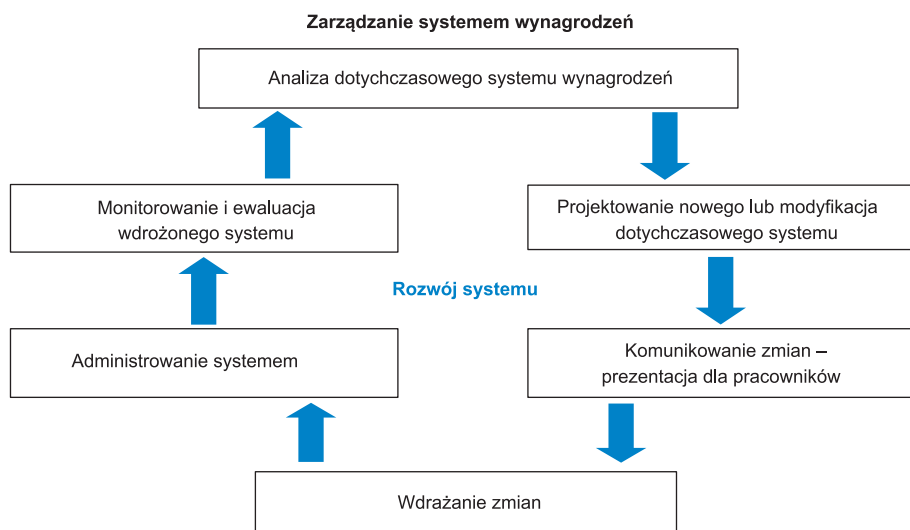 Zarządzanie systemem wynagrodzeń
Analiza dotychczasowego systemu wynagrodzeń
Monitorowanie i ewaluacja
wdrożonego systemu
Projektowanie nowego lub modyfikacja
dotychczasowego systemu
Rozwój systemu
Administrowanie systemem
Komunikowanie zmian –
prezentacja dla pracowników
Wdrażanie zmian